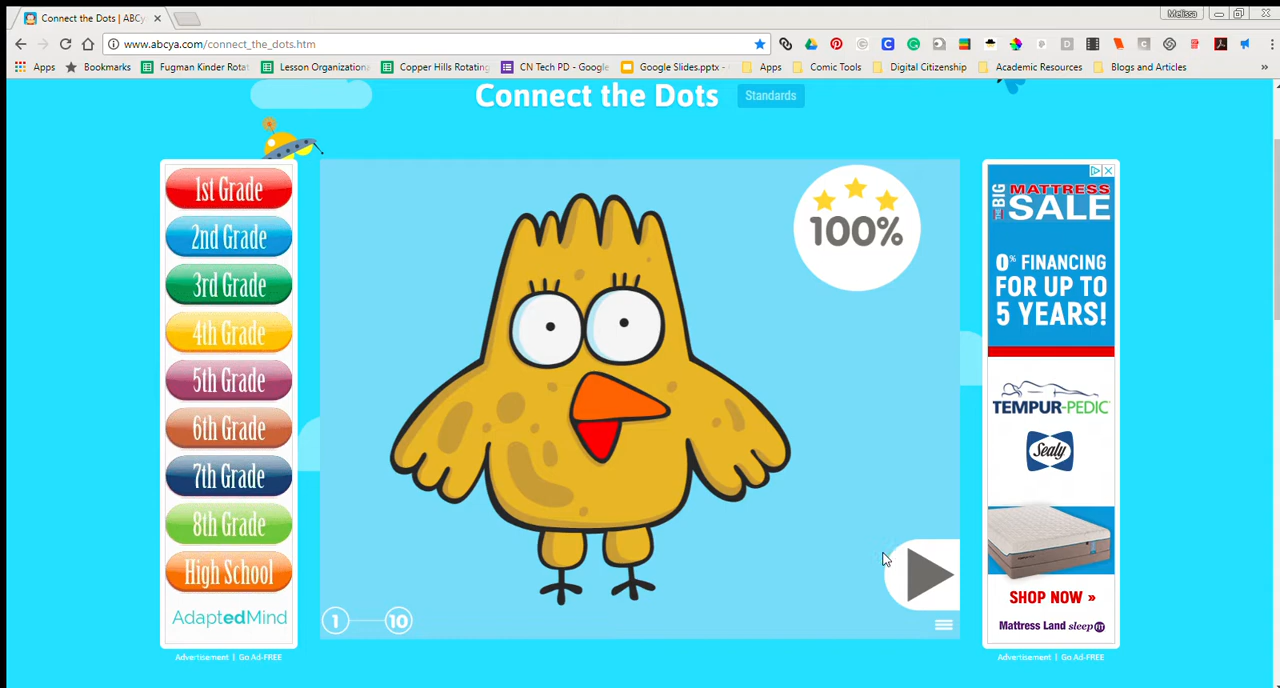 Connect the Dots | ABCy
Melissa
www.abcya.com/connect_the_dots.htm
Apps
Bookmarks
Fugman Kinder Rotat
Lesson Organizationa
Copper Hills Rotating
CN Tech PD - Google
Google Slides.pptx -
Apps
Comic Tools
Digital Citizenship
Academic Resources
Blogs and Articles
»
Connect the Dots
Standards
1st Grade
2nd Grade
3rd Grade
4th Grade
5th Grade
6th Grade
7th Grade
8th Grade
High School
AdaptedMind
Advertisement | Go Ad-FREE
100%
1
10
THE BIG
MATTRESS
SALE
0% FINANCING
FOR UP TO
5 YEARS!
TEMPUR-PEDIC
Sealy
SHOP NOW »
Mattress Land sleep FIT
Advertisement | Go Ad-FREE